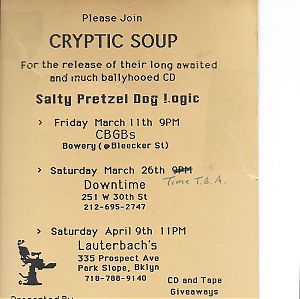 Please Join
CRYPTIC SOUP
For the release of their long awaited
and much ballyhooed CD
Salty Pretzel Dog Logic
> Friday March 11th 9PM
CBGBs
Bowery (@Bleecker St)
> Saturday March 26th 9PM
Time T.B.A.
Downtime
251 W 30th St
212-695-2747
> Saturday April 9th 11PM
Lauterbach's
335 Prospect Ave
Park Slope, Bklyn
718-788-9140
CD and Tape
Giveaways
Presented By